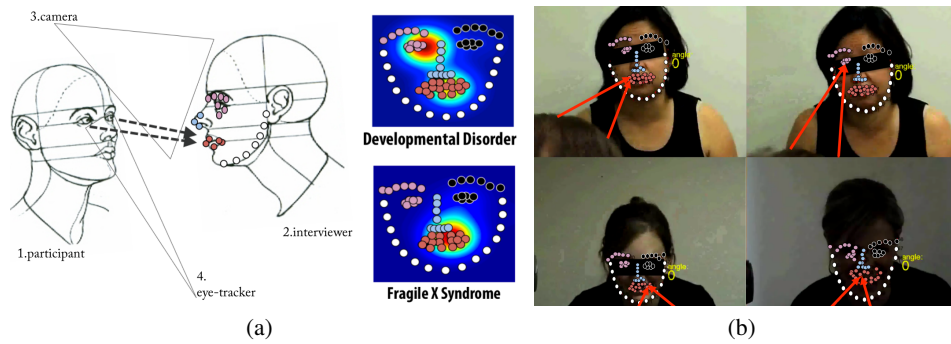 3.camera
1.participant
2.interviewer
4.
eye-tracker
Developmental Disorder
Fragile X Syndrome
angle:
0
angle:
0
angle:
0
angle:
0
(a)
(b)